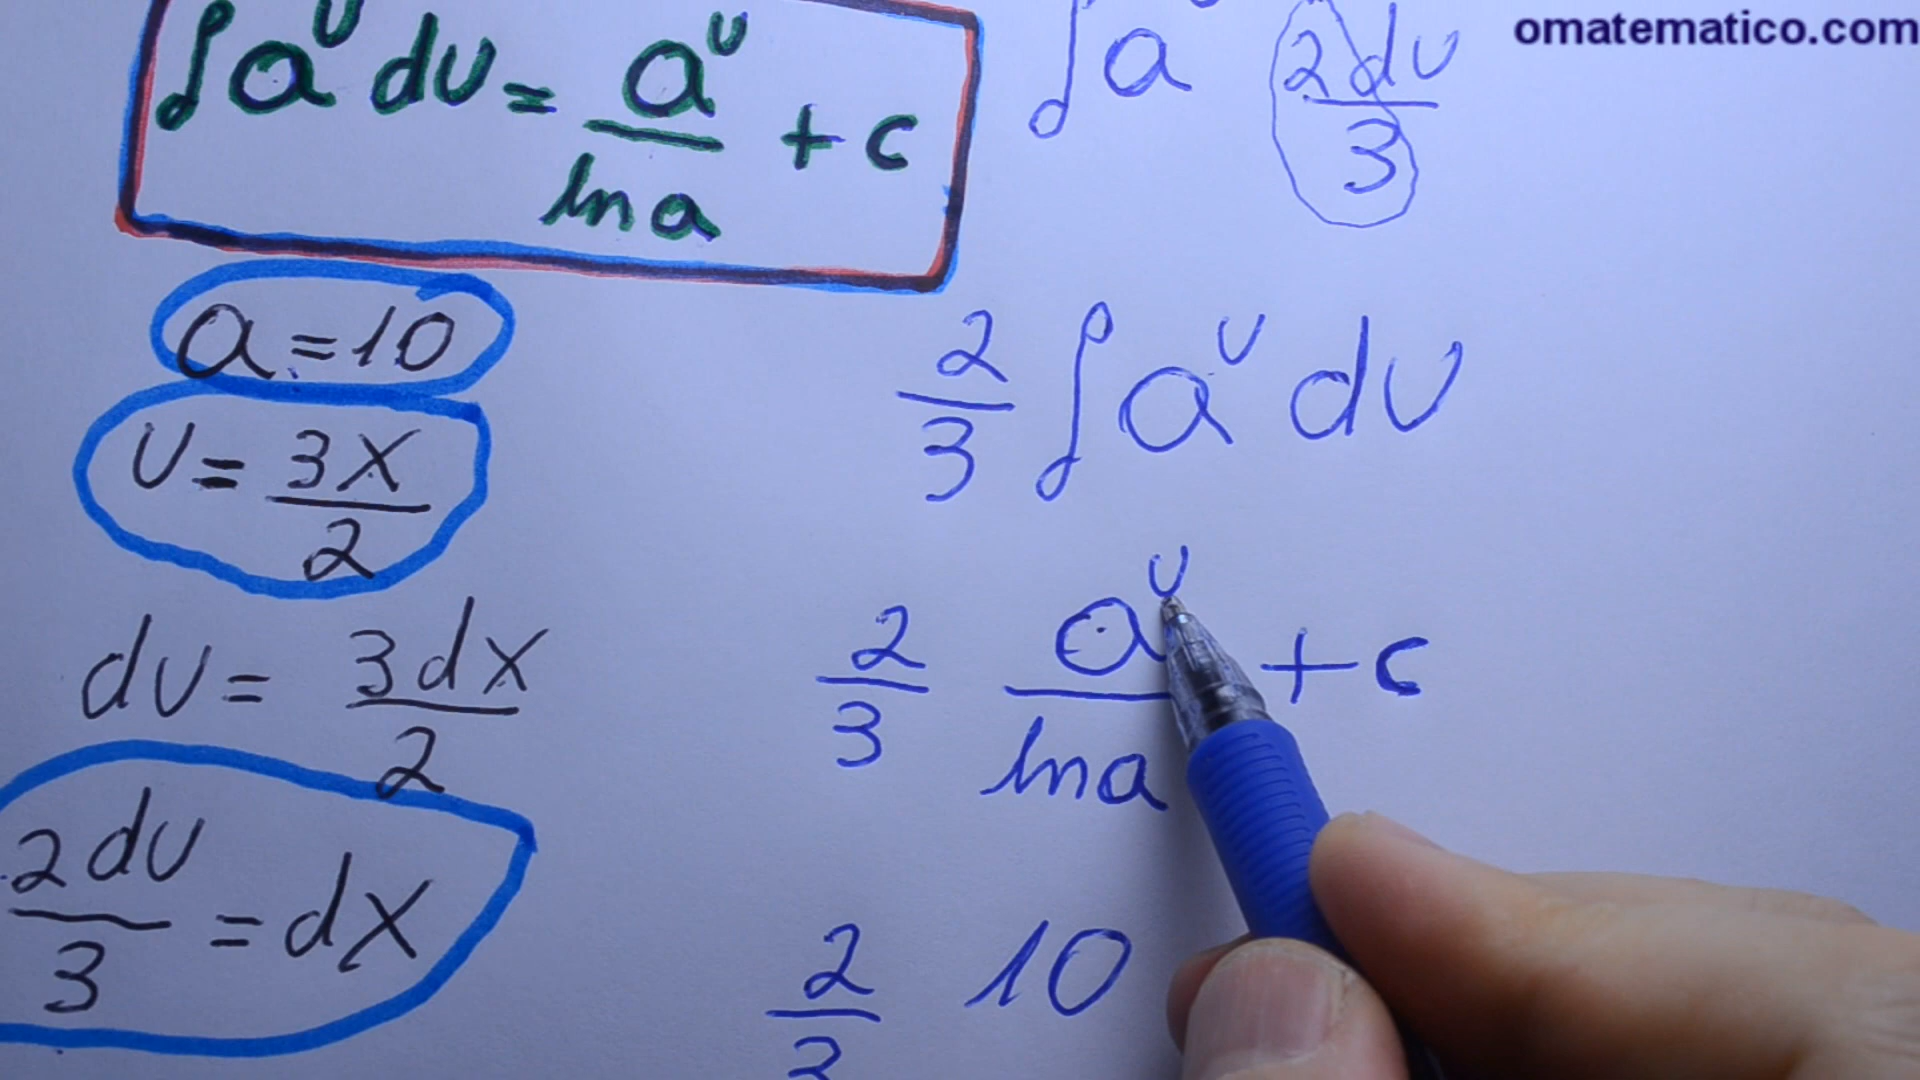 omatematico.com
∫ a^u du = a^u / ln a + c
∫ a 2du / 3
a = 10
2/3 ∫ a^u du
u = 3x / 2
2/3 a^u / ln a + c
du = 3dx / 2
2du / 3 = dx
2/3 10